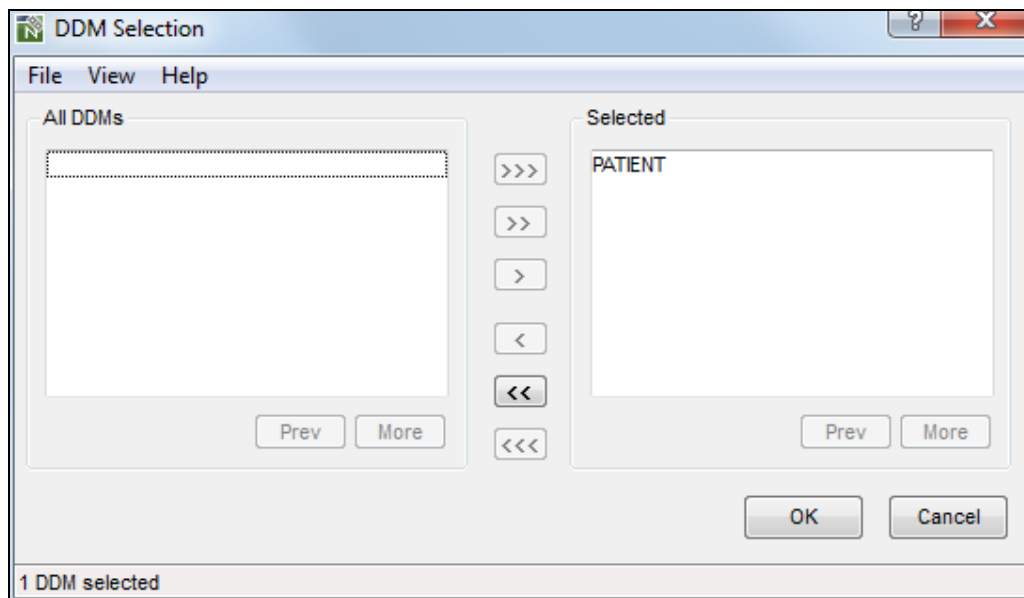 DDM Selection
File View Help
All DDMs
Selected
PATIENT
>>>
>>
>
<
<<
<<<
Prev More
Prev More
OK Cancel
1 DDM selected